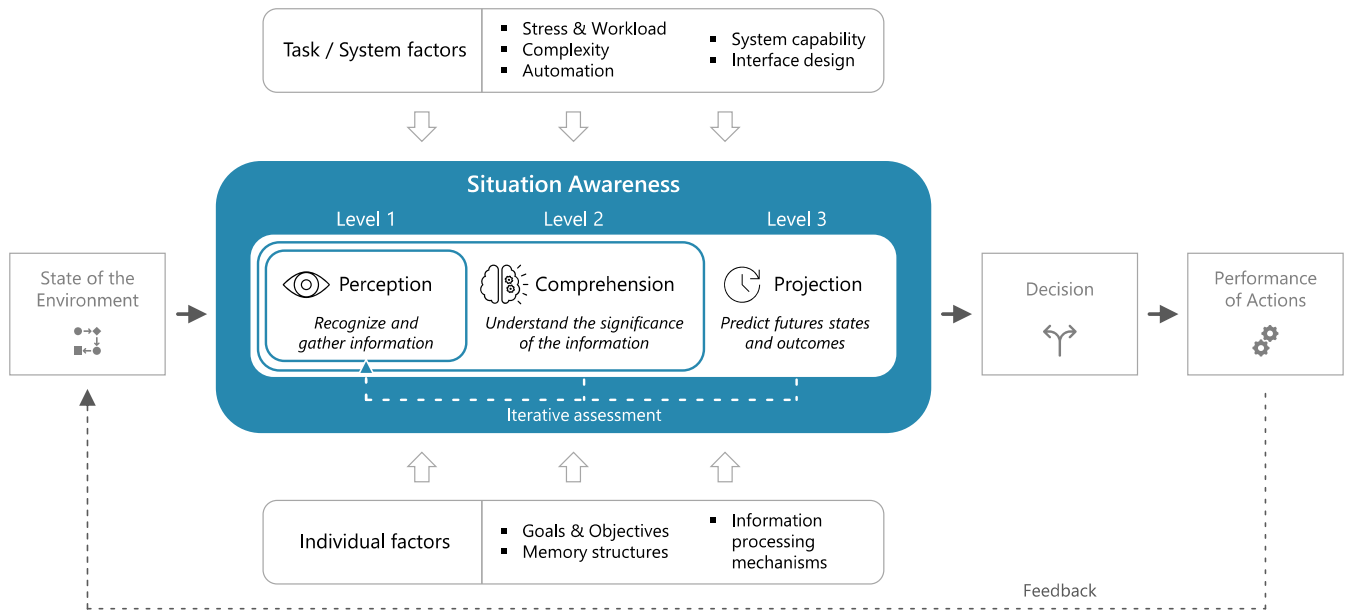 Task / System factors
▪ Stress & Workload
▪ Complexity
▪ Automation
▪ System capability
▪ Interface design
Situation Awareness
Level 1
Level 2
Level 3
State of the
Environment
Perception
Recognize and
gather information
Comprehension
Understand the significance
of the information
Projection
Predict futures states
and outcomes
Iterative assessment
Decision
Performance
of Actions
Individual factors
▪ Goals & Objectives
▪ Memory structures
▪ Information
processing
mechanisms
Feedback